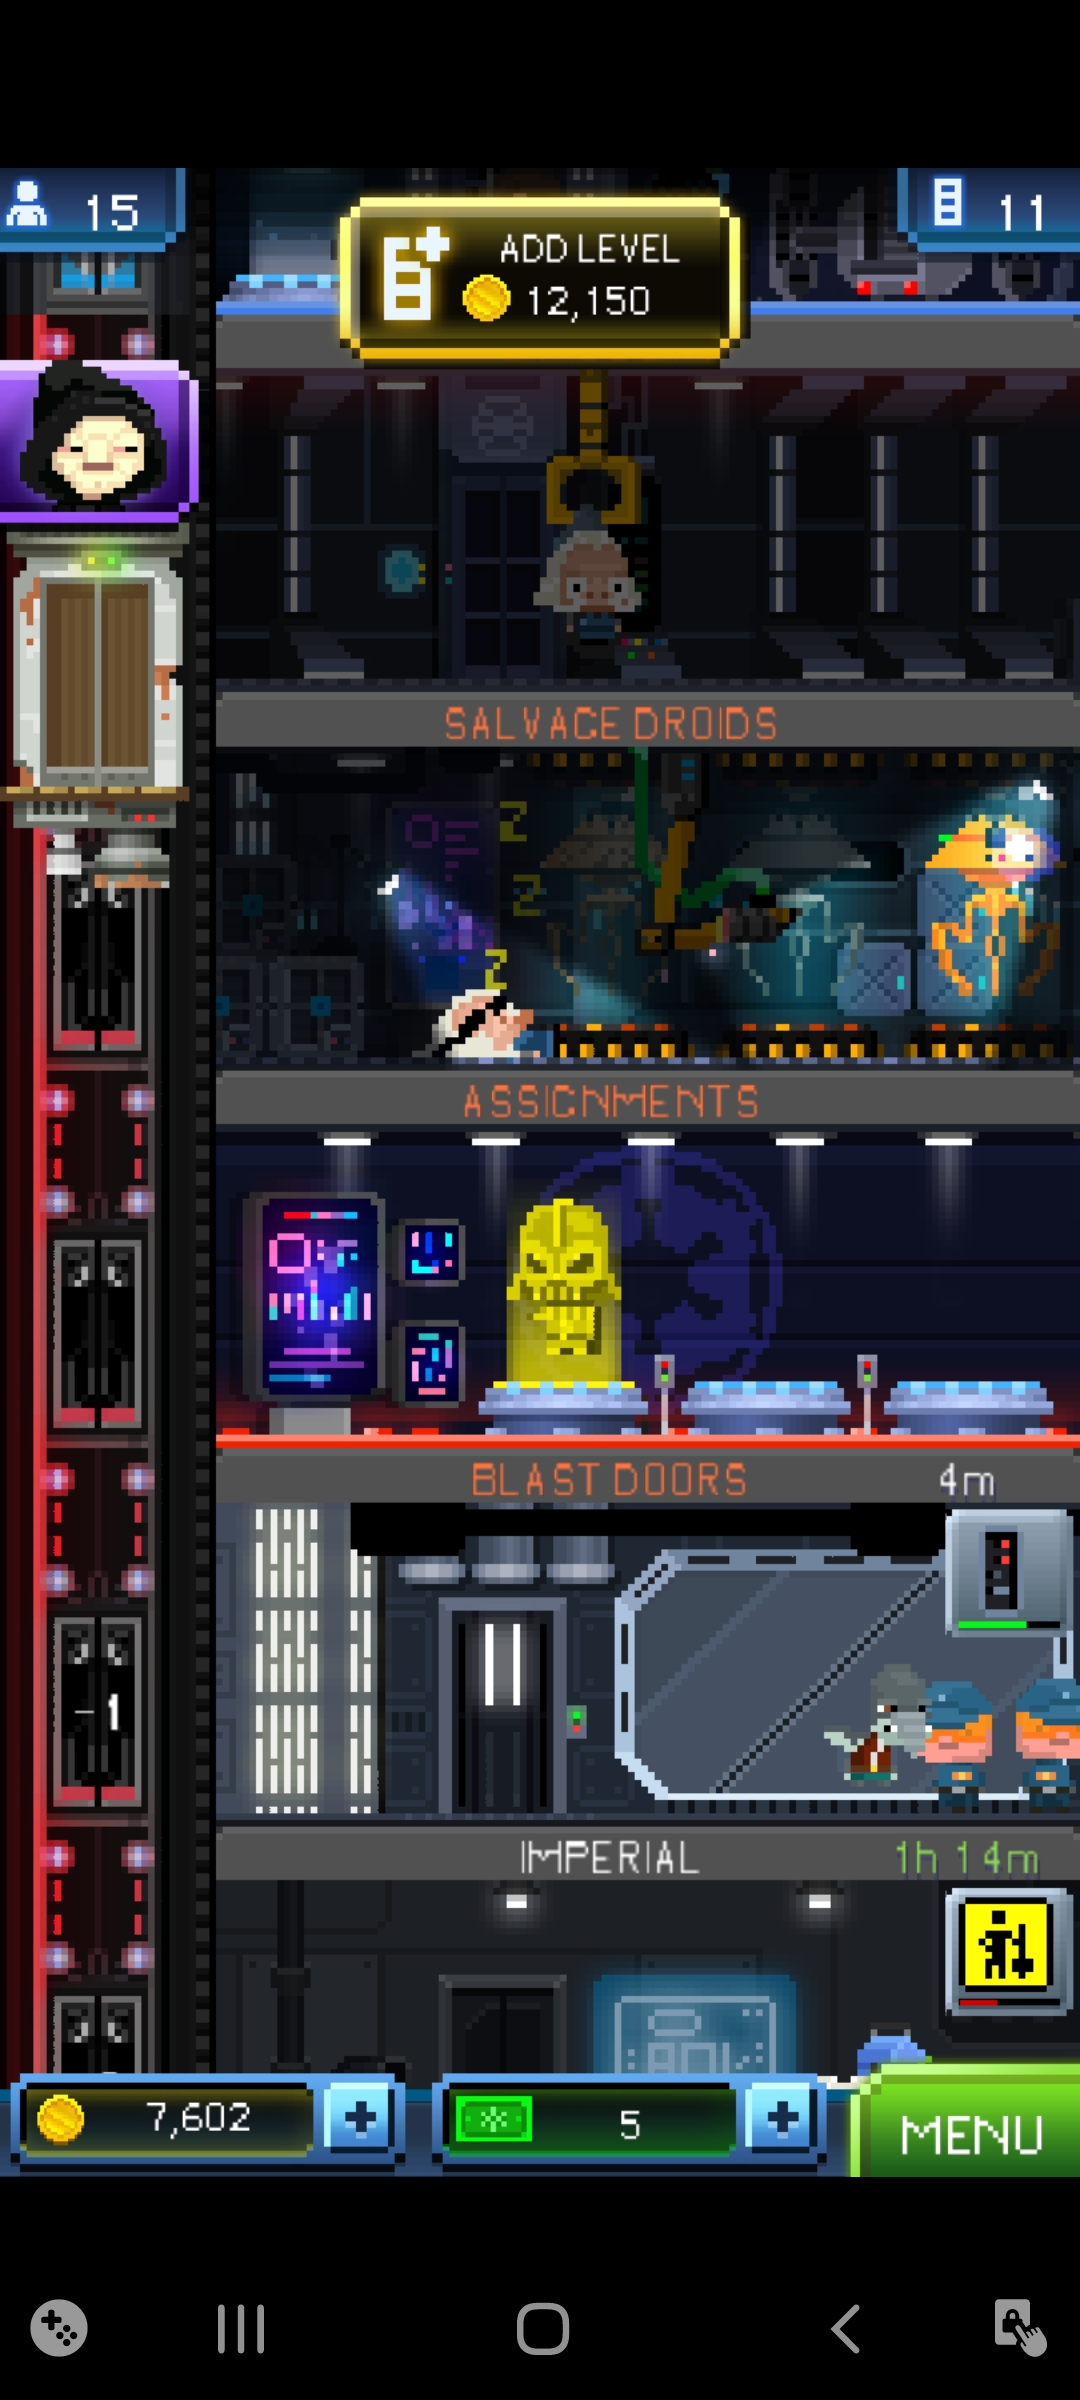 15
ADD LEVEL
12,150
11
SALVAGE DROIDS
Z
Z
Z
ASSIGNMENTS
BLAST DOORS 4m
-1
IMPERIAL 1h 14m
7,602
5
MENU